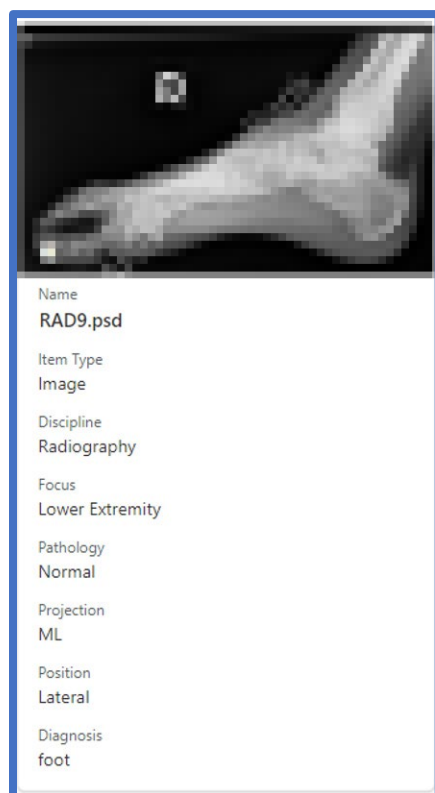 Name
RAD9.psd
Item Type
Image
Discipline
Radiography
Focus
Lower Extremity
Pathology
Normal
Projection
ML
Position
Lateral
Diagnosis
foot